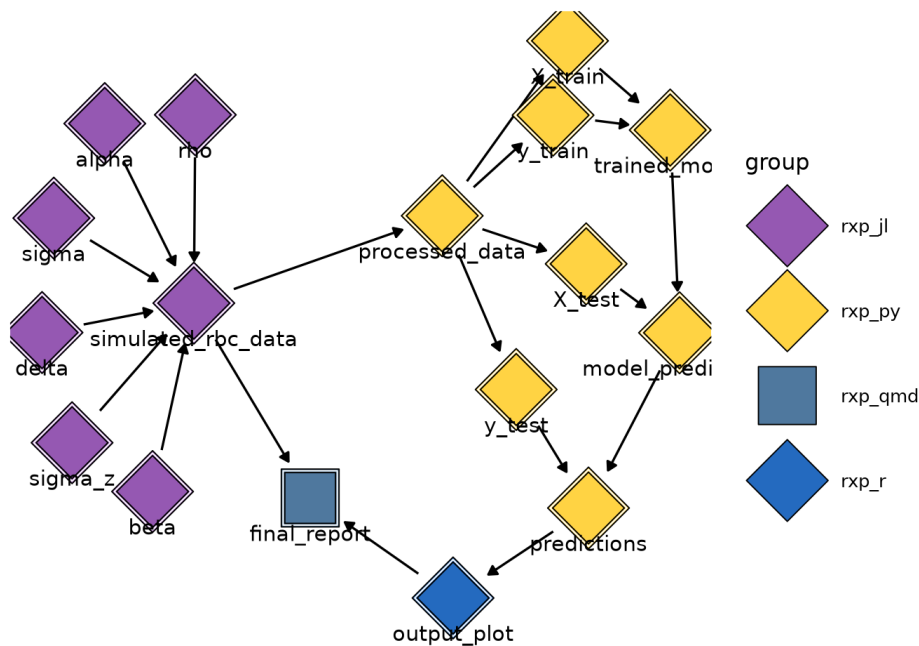 X_train
y_train
trained_mo
alpha
rho
group
sigma
processed_data
rxp_jl
X_test
simulated_rbc_data
rxp_py
delta
model_predi
rxp_qmd
y_test
sigma_z
rxp_r
beta
final_report
predictions
output_plot